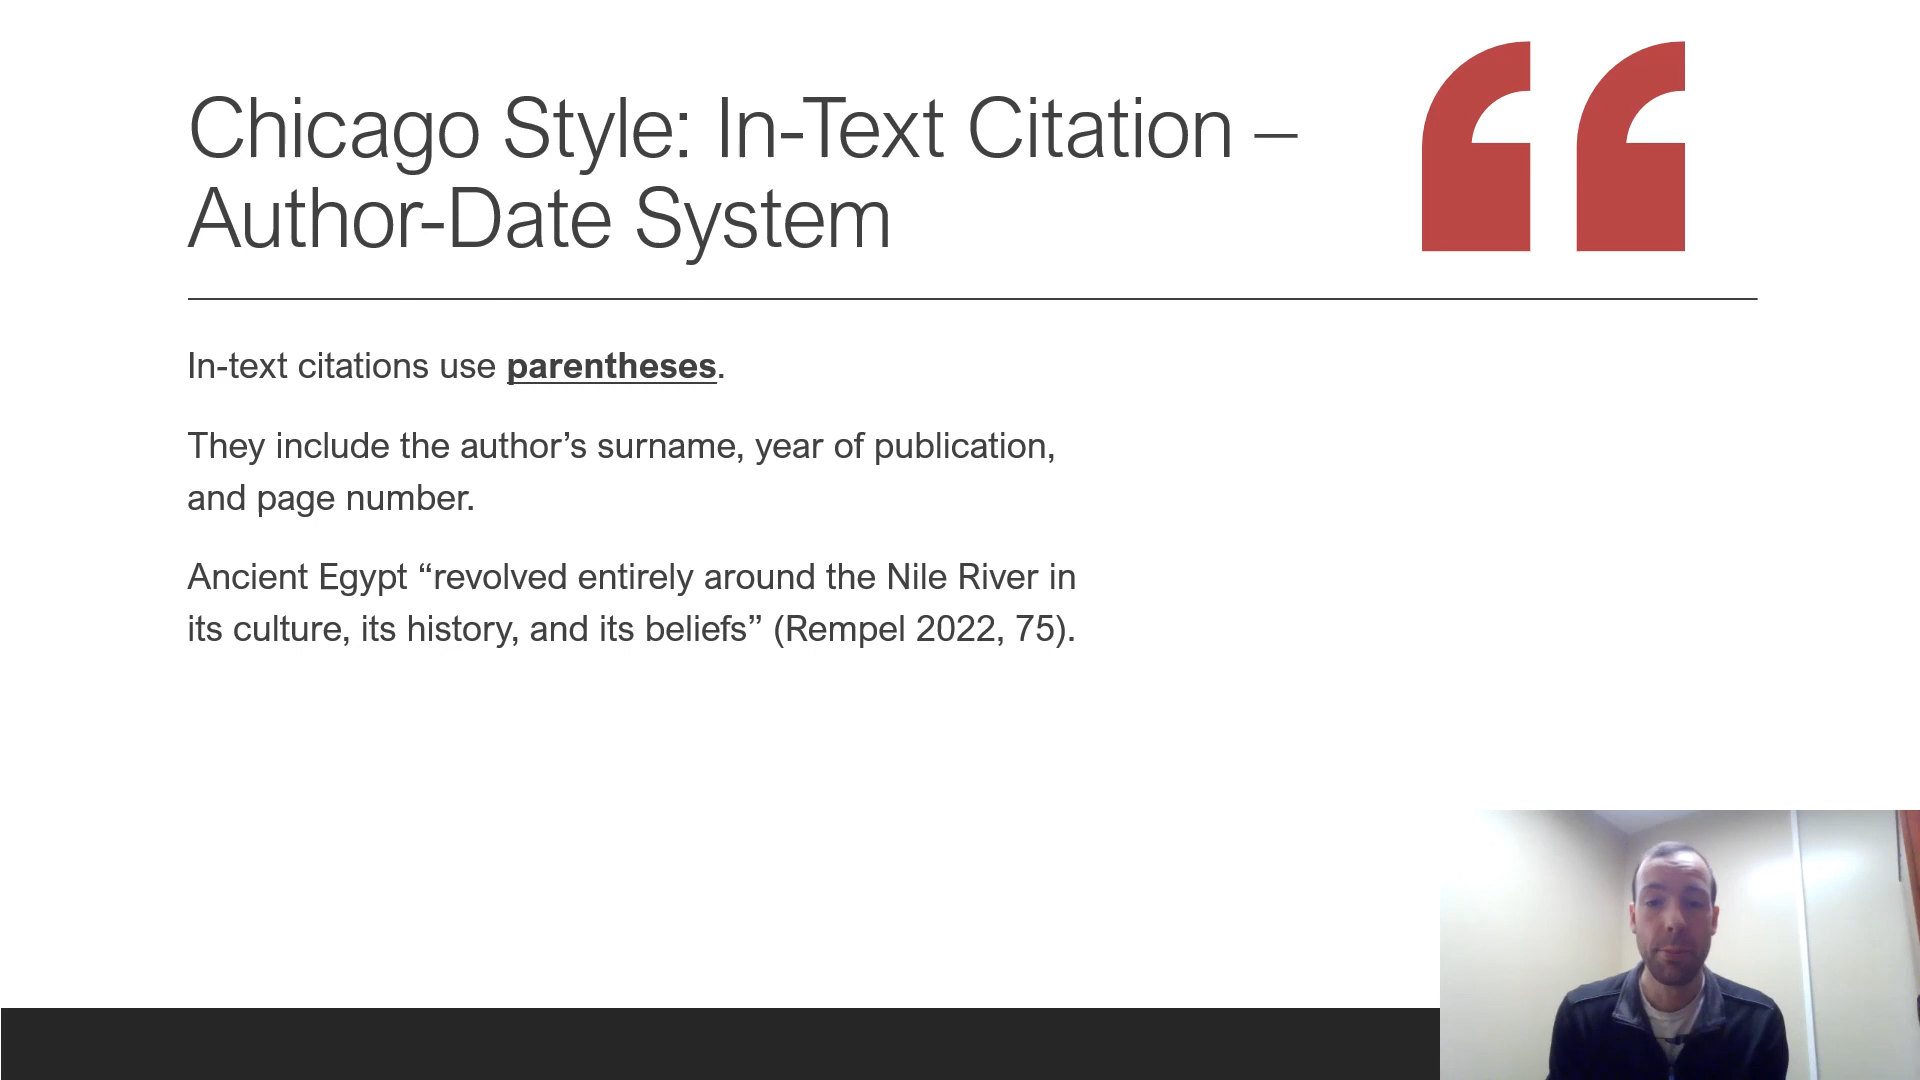 Chicago Style: In-Text Citation –
Author-Date System
In-text citations use parentheses.
They include the author’s surname, year of publication,
and page number.
Ancient Egypt “revolved entirely around the Nile River in
its culture, its history, and its beliefs” (Rempel 2022, 75).